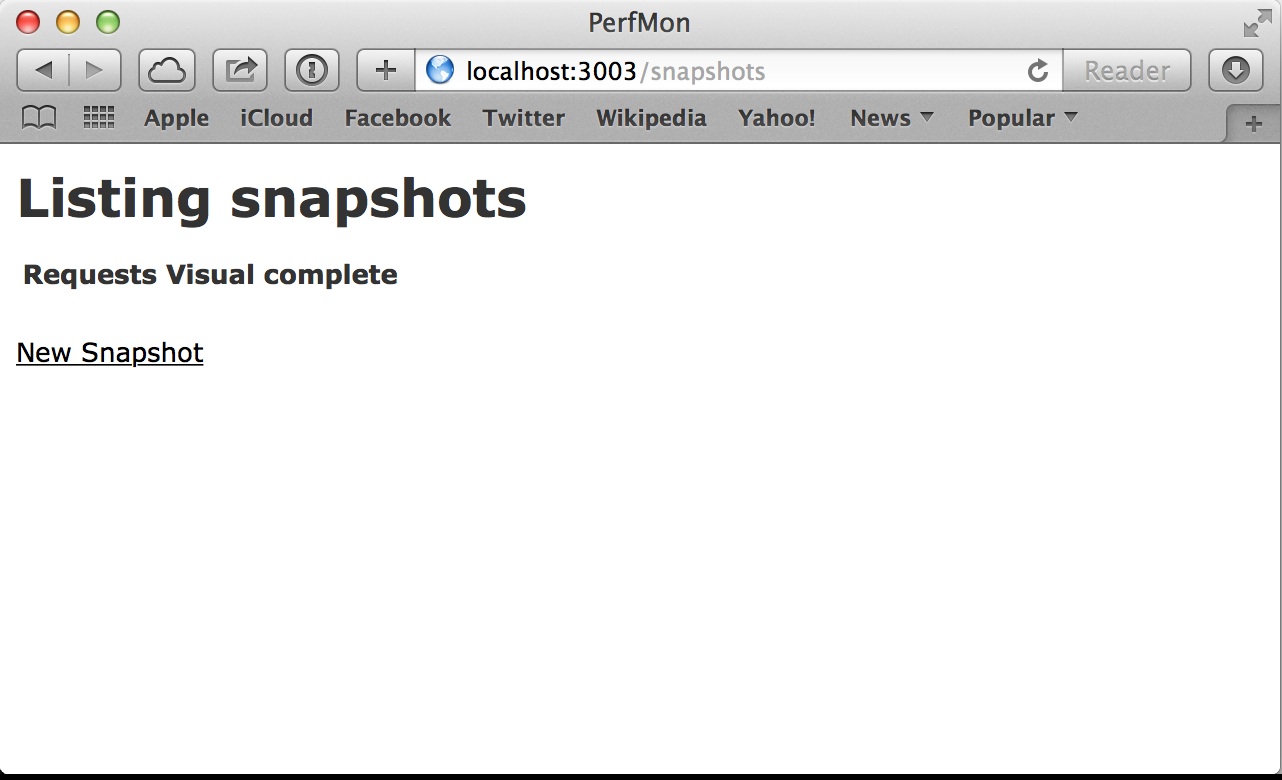 PerfMon
localhost:3003/snapshots
Reader
Apple iCloud Facebook Twitter Wikipedia Yahoo! News Popular
Listing snapshots
Requests Visual complete
New Snapshot